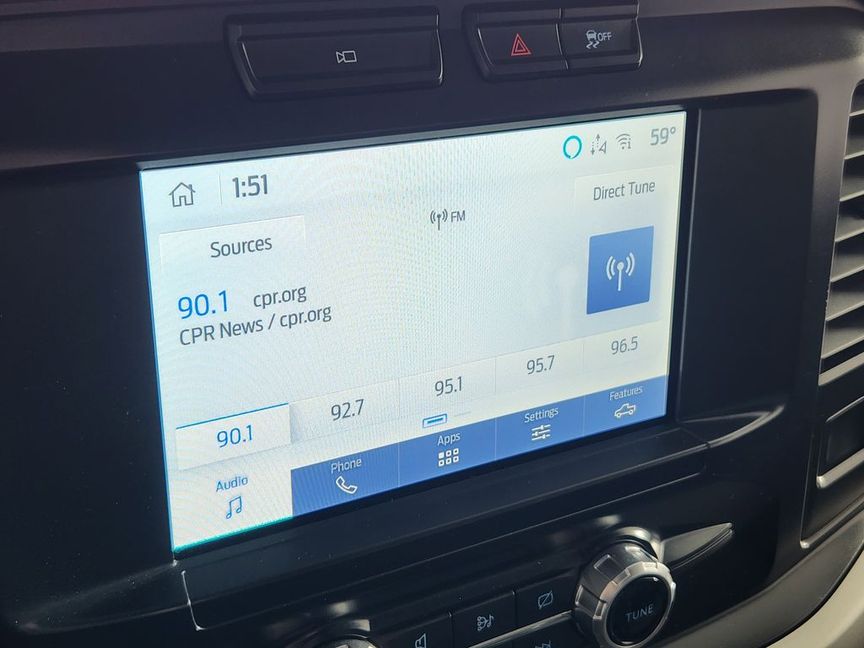 OFF
1:51
59°
FM
Direct Tune
Sources
90.1 cpr.org
CPR News / cpr.org
90.1
92.7
95.1
95.7
96.5
Audio
Phone
Apps
Settings
Features
TUNE